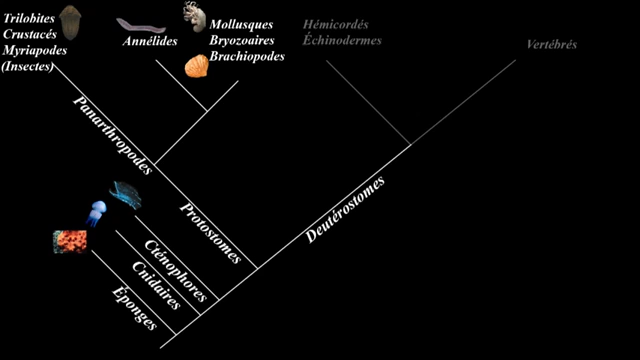 Trilobites
Crustacés
Myriapodes
(Insectes)
Annélides
Mollusques
Bryozoaires
Brachiopodes
Hémicordés
Échinodermes
Vertébrés
Panarthropodes
Protostomes
Deutérostomes
Cténophores
Cnidaires
Éponges